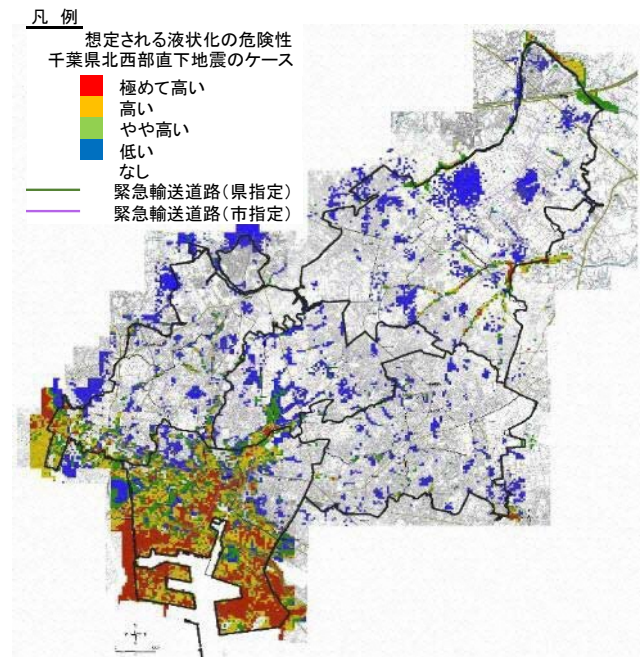 凡 例
想定される液状化の危険性
千葉県北西部直下地震のケース
極めて高い
高い
やや高い
低い
なし
緊急輸送道路(県指定)
緊急輸送道路(市指定)